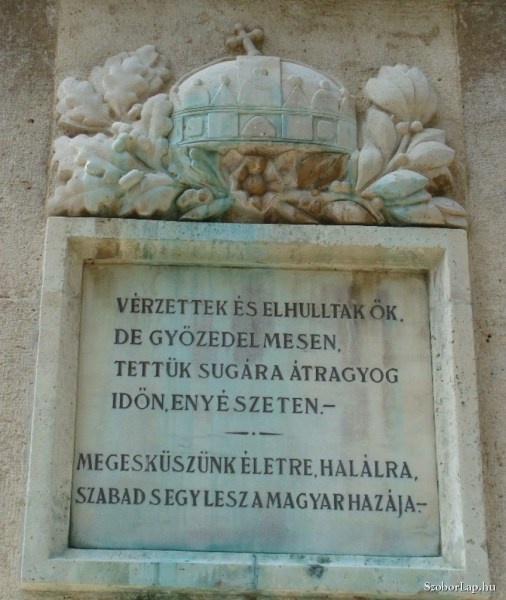 VÉRZETTEK ÉS ELHULLTAK ŐK,
DE GYŐZEDELMESEN,
TETTÜK SUGÁRA ÁTRAGYOG
IDŐN, ENYÉSZETEN.—
MEGESKÜSZÜNK ÉLETRE, HALÁLRA,
SZABAD S EGY LESZ A MAGYAR HAZÁJA.—
SzoborLap.hu